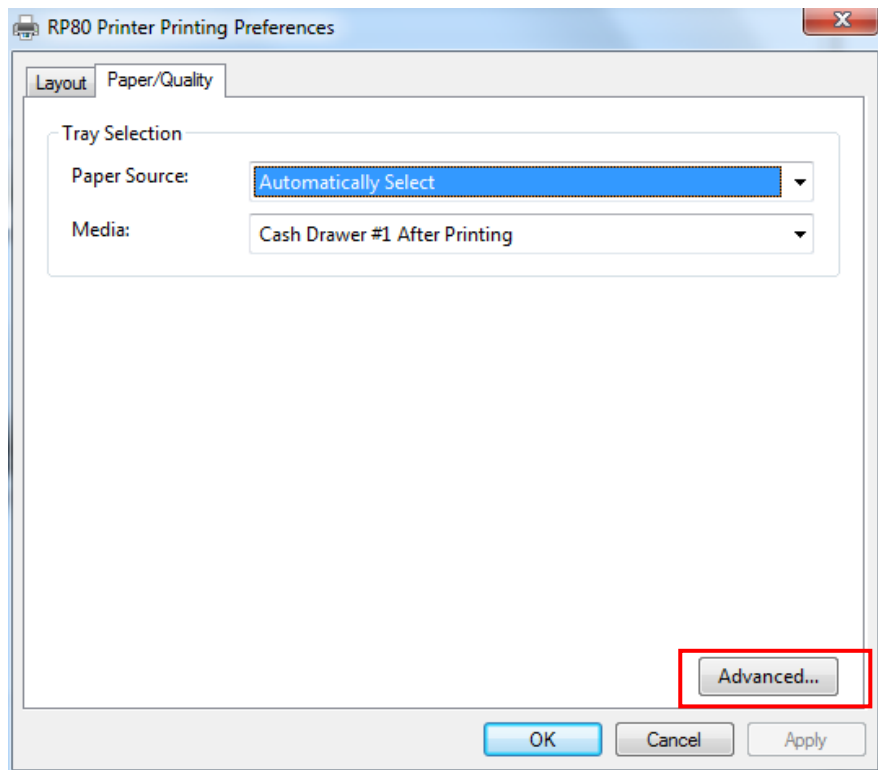 RP80 Printer Printing Preferences
X
Layout Paper/Quality
Tray Selection
Paper Source: Automatically Select
Media: Cash Drawer #1 After Printing
Advanced...
OK Cancel Apply